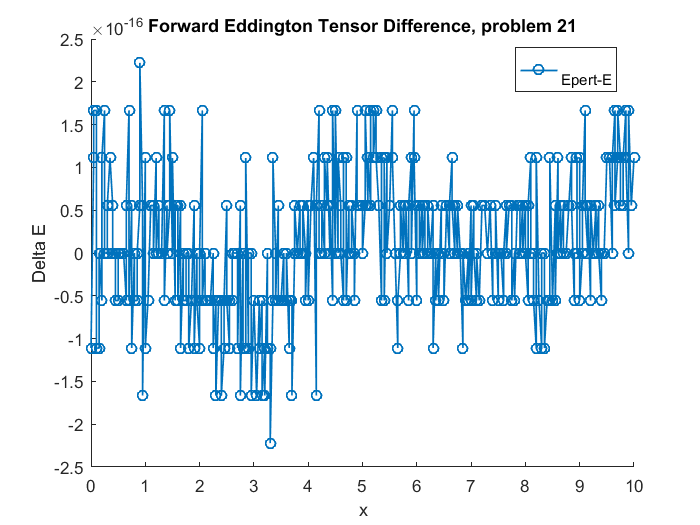 ×10-16 Forward Eddington Tensor Difference, problem 21
2.5
2
1.5
1
0.5
0
-0.5
-1
-1.5
-2
-2.5
Delta E
Epert-E
0 1 2 3 4 5 6 7 8 9 10
x